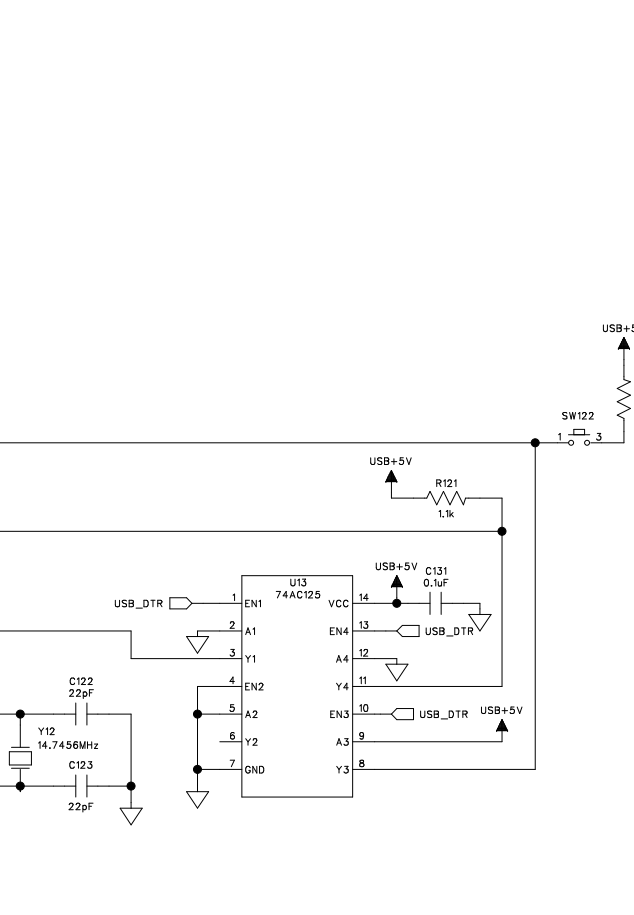 USB+5
SW122
1
3
USB+5V
R121
1.1k
USB+5V
C131
0.1uF
U13
74AC125
USB_DTR
1
EN1
VCC
14
2
A1
EN4
13
USB_DTR
3
Y1
A4
12
4
EN2
Y4
11
5
A2
EN3
10
USB_DTR
USB+5V
6
Y2
A3
9
7
GND
Y3
8
C122
22pF
Y12
14.7456MHz
C123
22pF